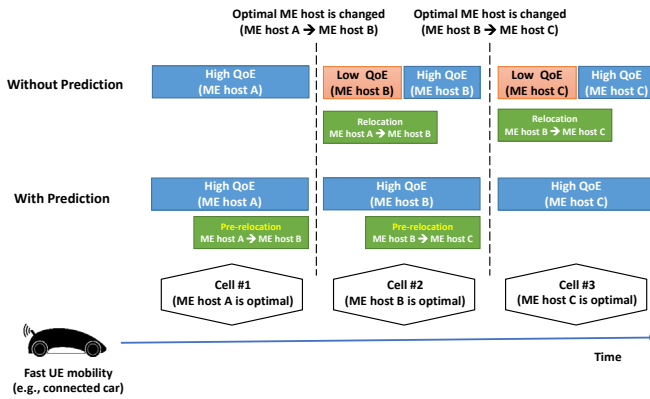 Optimal ME host is changed
(ME host A → ME host B)
Optimal ME host is changed
(ME host B → ME host C)
Without Prediction
High QoE
(ME host A)
Low QoE
(ME host B)
High QoE
(ME host B)
Low QoE
(ME host C)
High QoE
(ME host C)
Relocation
ME host A → ME host B
Relocation
ME host B → ME host C
With Prediction
High QoE
(ME host A)
High QoE
(ME host B)
High QoE
(ME host C)
Pre-relocation
ME host A → ME host B
Pre-relocation
ME host B → ME host C
Cell #1
(ME host A is optimal)
Cell #2
(ME host B is optimal)
Cell #3
(ME host C is optimal)
Time
Fast UE mobility
(e.g., connected car)